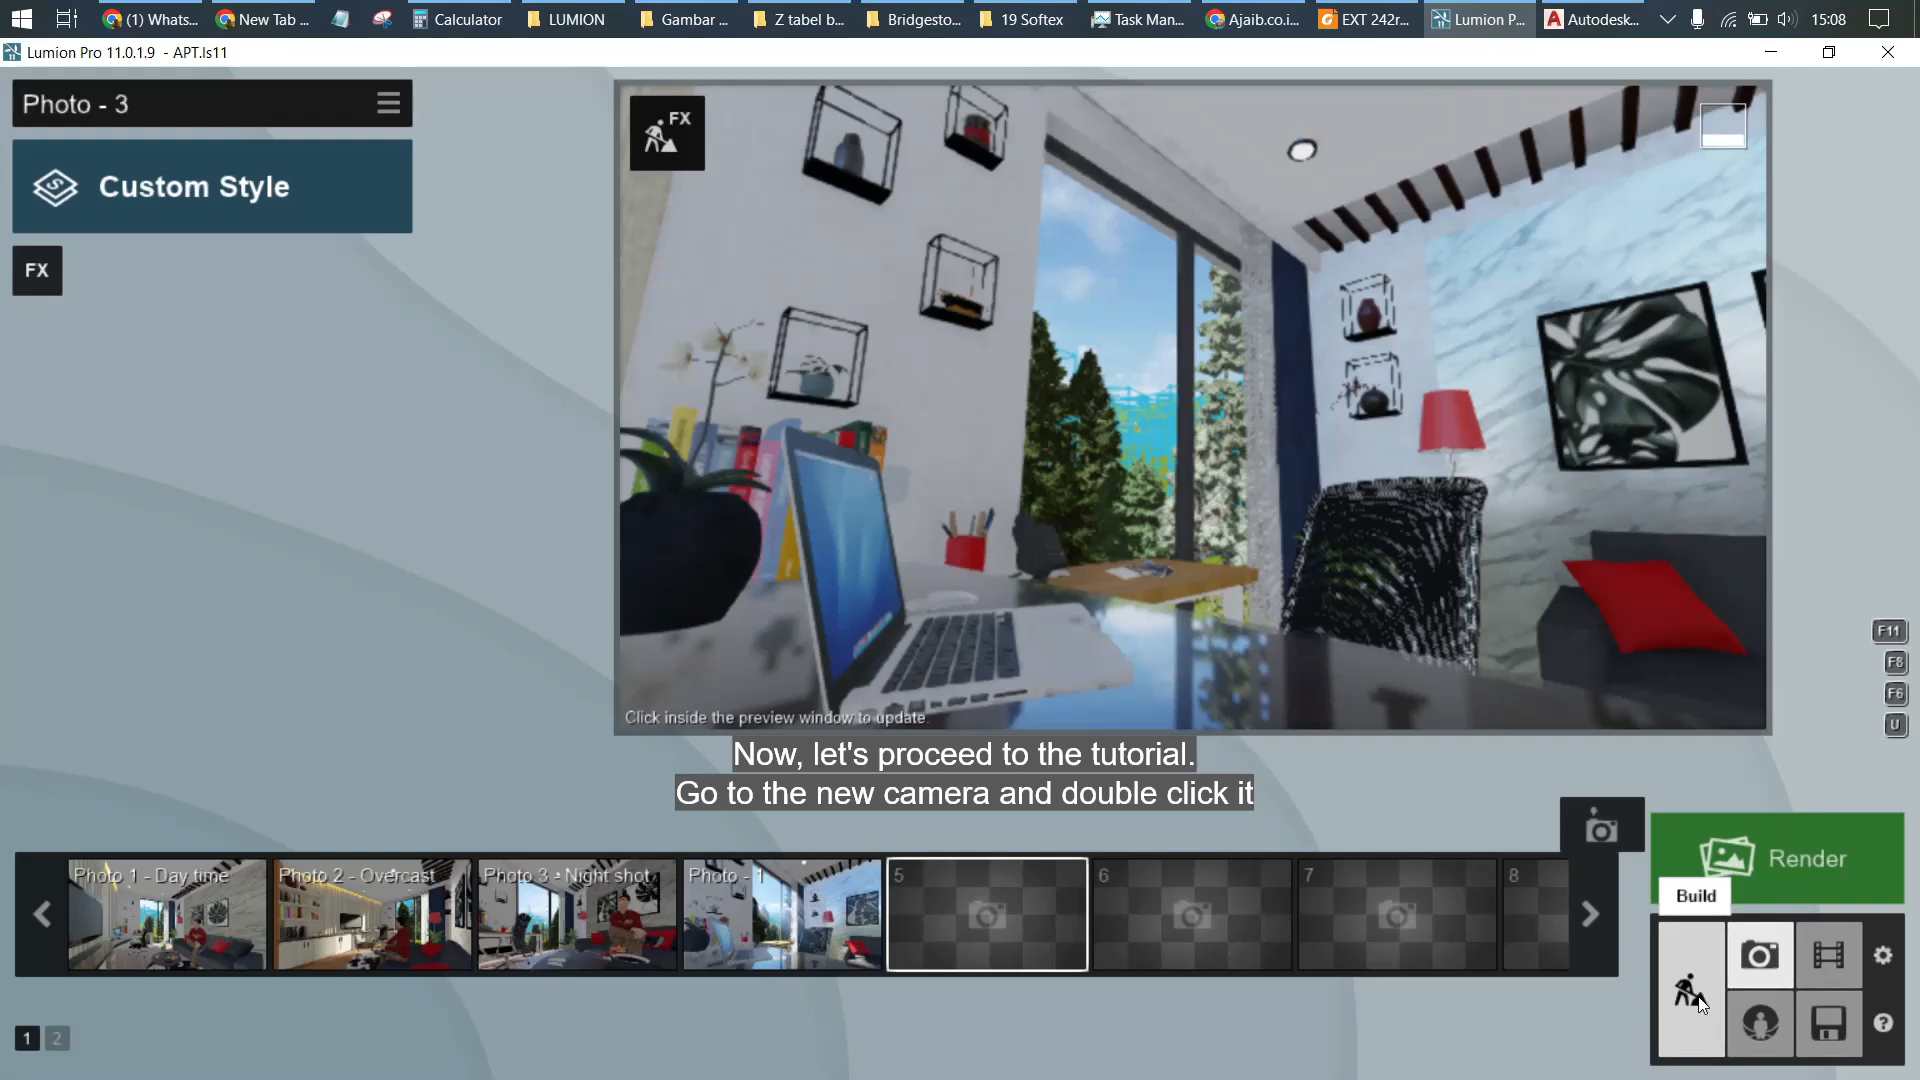 (1) Whats...
New Tab ...
Calculator
LUMION
Gambar ...
Z tabel b...
Bridgesto...
19 Softex
Task Man...
Ajaib.co.i...
EXT 242r...
Lumion P...
Autodesk...
15:08
Lumion Pro 11.0.1.9 - APT.ls11
Photo - 3
Custom Style
FX
FX
Click inside the preview window to update.
F11
F8
F6
U
Now, let's proceed to the tutorial.
Go to the new camera and double click it
Photo 1 - Day time
Photo 2 - Overcast
Photo 3 - Night shot
Photo - 1
5
6
7
8
Render
Build
1
2